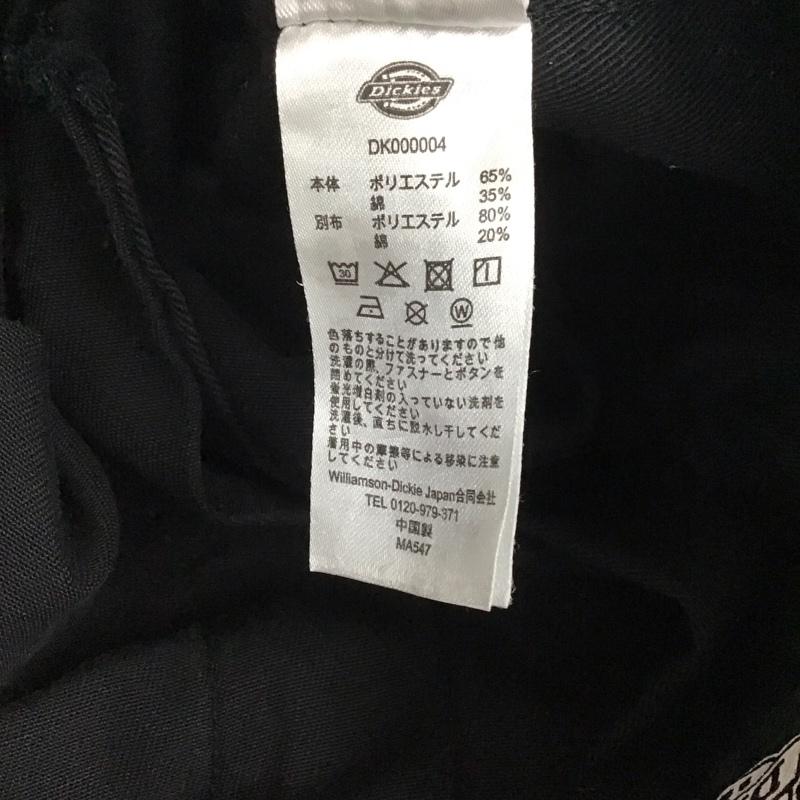 Dickies
DK000004
本体 ポリエステル 65%
綿 35%
別布 ポリエステル 80%
綿 20%
30
W
色落ちすることがありますので他
のものと分けて洗ってください
洗濯の際、ファスナーとボタンを
閉めてください
蛍光増白剤の入っていない洗剤を
使用してください
洗濯後、直ちに脱水し干してくだ
さい
着用中の摩擦等による移染に注意
してください
Williamson-Dickie Japan合同会社
TEL 0120-979-371
中国製
MA547